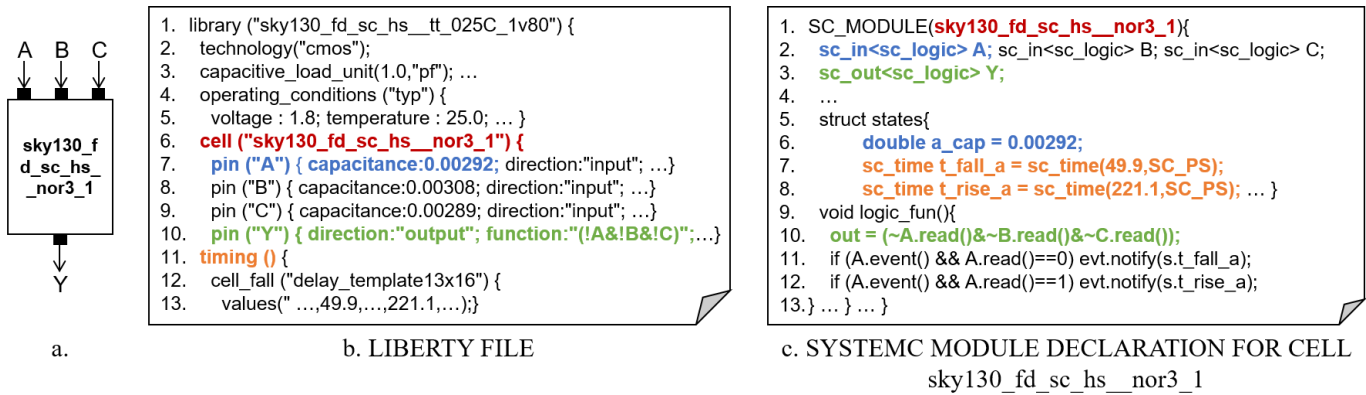 A B C
sky130_f
d_sc_hs_
_nor3_1
Y
a.
1. library ("sky130_fd_sc_hs__tt_025C_1v80") {
2. technology("cmos");
3. capacitive_load_unit(1.0,"pf"); …
4. operating_conditions ("typ") {
5. voltage : 1.8; temperature : 25.0; … }
6. cell ("sky130_fd_sc_hs__nor3_1") {
7. pin ("A") { capacitance:0.00292; direction:"input"; …}
8. pin ("B") { capacitance:0.00308; direction:"input"; …}
9. pin ("C") { capacitance:0.00289; direction:"input"; …}
10. pin ("Y") { direction:"output"; function:"(!A&!B&!C)";…}
11. timing () {
12. cell_fall ("delay_template13x16") {
13. values(" …,49.9,…,221.1,…);}
b. LIBERTY FILE
1. SC_MODULE(sky130_fd_sc_hs__nor3_1){
2. sc_in<sc_logic> A; sc_in<sc_logic> B; sc_in<sc_logic> C;
3. sc_out<sc_logic> Y;
4. …
5. struct states{
6. double a_cap = 0.00292;
7. sc_time t_fall_a = sc_time(49.9,SC_PS);
8. sc_time t_rise_a = sc_time(221.1,SC_PS); … }
9. void logic_fun(){
10. out = (~A.read()&~B.read()&~C.read());
11. if (A.event() && A.read()==0) evt.notify(s.t_fall_a);
12. if (A.event() && A.read()==1) evt.notify(s.t_rise_a);
13.} … } … }
c. SYSTEMC MODULE DECLARATION FOR CELL
sky130_fd_sc_hs__nor3_1